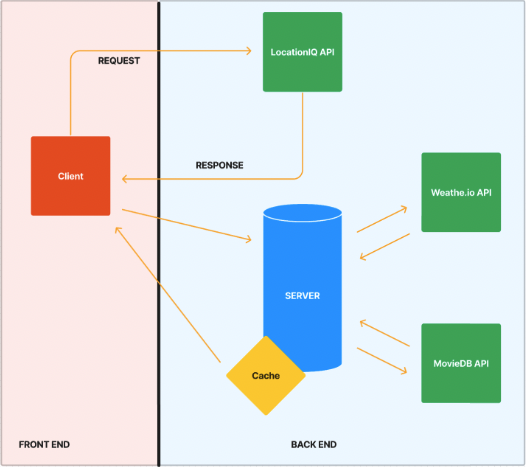 LocationIQ API
REQUEST
RESPONSE
Client
Weathe.io API
SERVER
MovieDB API
Cache
FRONT END
BACK END